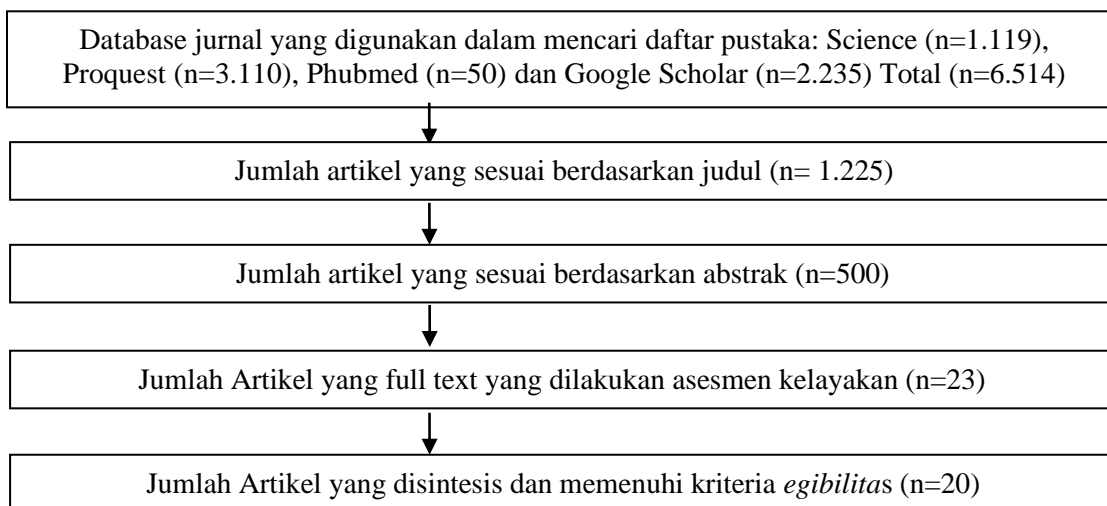 Database jurnal yang digunakan dalam mencari daftar pustaka: Science (n=1.119),
Proquest (n=3.110), Phubmed (n=50) dan Google Scholar (n=2.235) Total (n=6.514)
Jumlah artikel yang sesuai berdasarkan judul (n= 1.225)
Jumlah artikel yang sesuai berdasarkan abstrak (n=500)
Jumlah Artikel yang full text yang dilakukan asesmen kelayakan (n=23)
Jumlah Artikel yang disintesis dan memenuhi kriteria egibilitas (n=20)